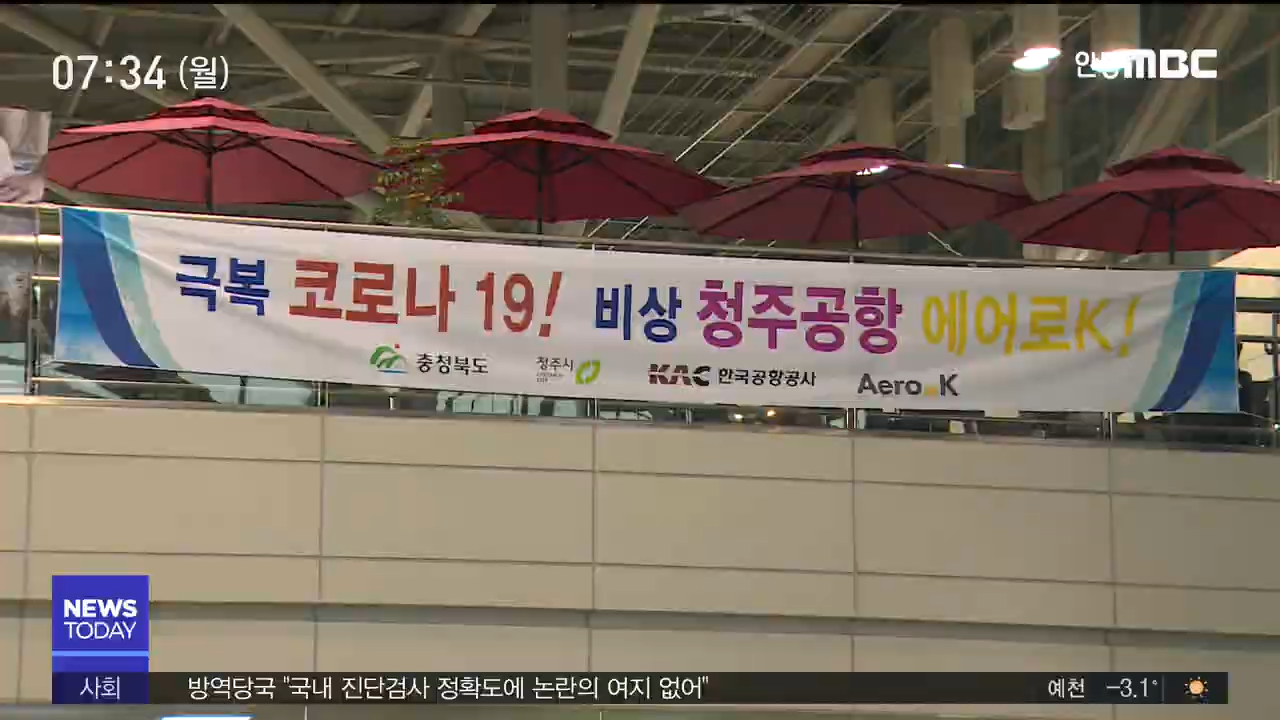 07:34 (월)
MBC
극복 코로나 19! 비상 청주공항 에어로K!
충청북도 청주시 KAC 한국공항공사 Aero.K
NEWS
TODAY
사회 방역당국 "국내 진단검사 정확도에 논란의 여지 없어" 예천 -3.1°